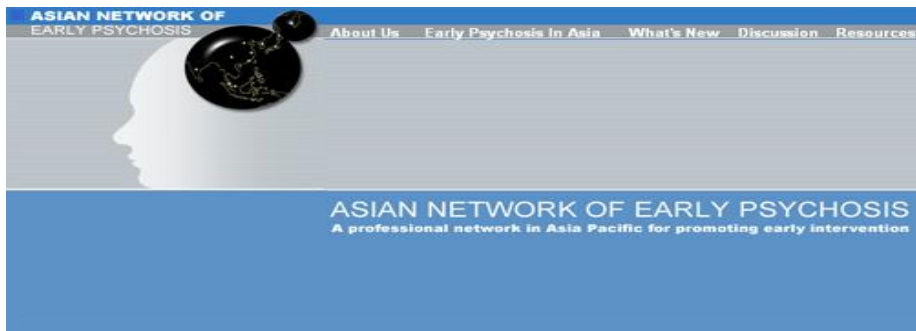 ASIAN NETWORK OF
EARLY PSYCHOSIS
About Us Early Psychosis In Asia What's New Discussion Resources
ASIAN NETWORK OF EARLY PSYCHOSIS
A professional network in Asia Pacific for promoting early intervention